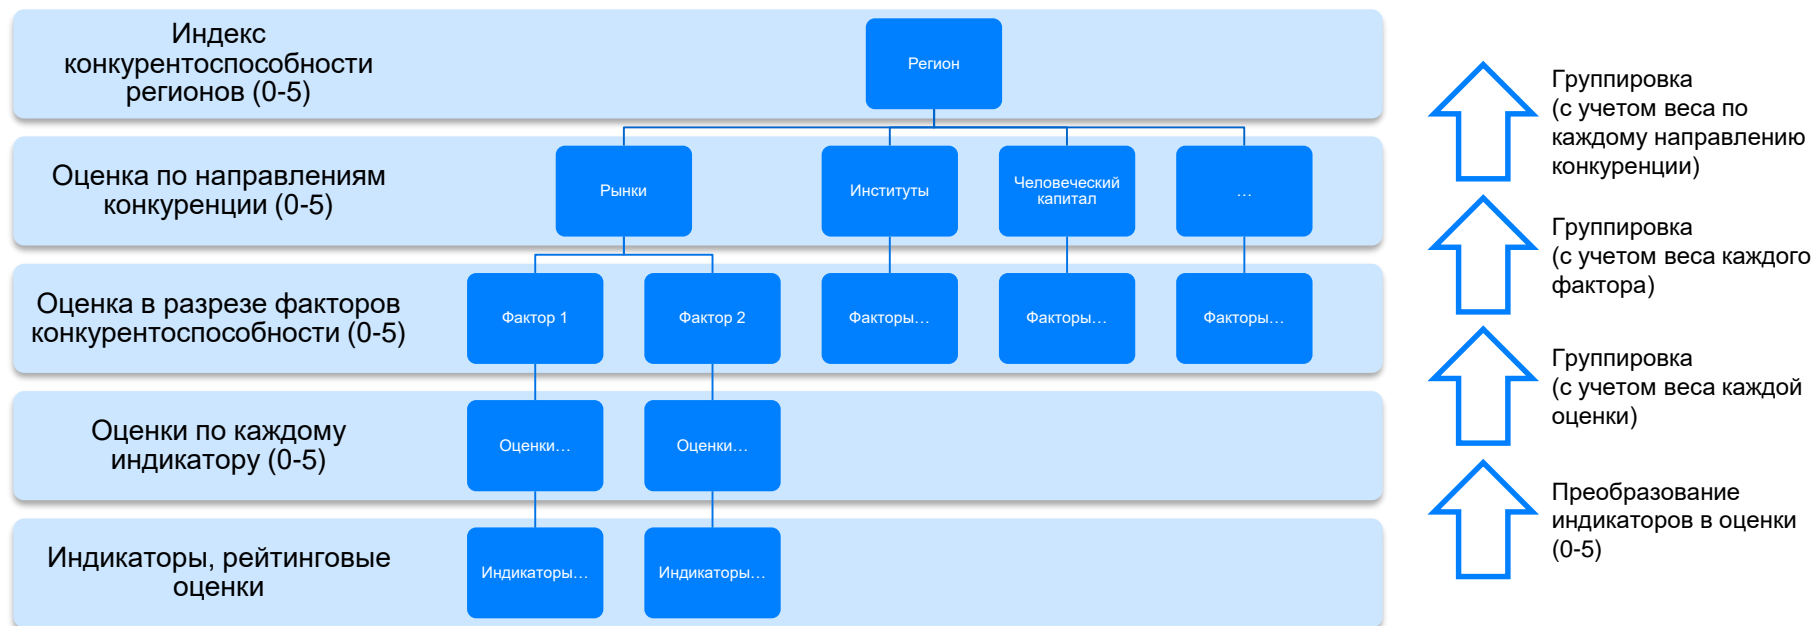 Индекс
конкурентоспособности
регионов (0-5)
Регион
Группировка
(с учетом веса по
каждому направлению
конкуренции)
Оценка по направлениям
конкуренции (0-5)
Рынки
Институты
Человеческий
капитал
...
Группировка
(с учетом веса каждого
фактора)
Оценка в разрезе факторов
конкурентоспособности (0-5)
Фактор 1
Фактор 2
Факторы...
Факторы...
Факторы...
Группировка
(с учетом веса каждой
оценки)
Оценки по каждому
индикатору (0-5)
Оценки...
Оценки...
Преобразование
индикаторов в оценки
(0-5)
Индикаторы, рейтинговые
оценки
Индикаторы...
Индикаторы...